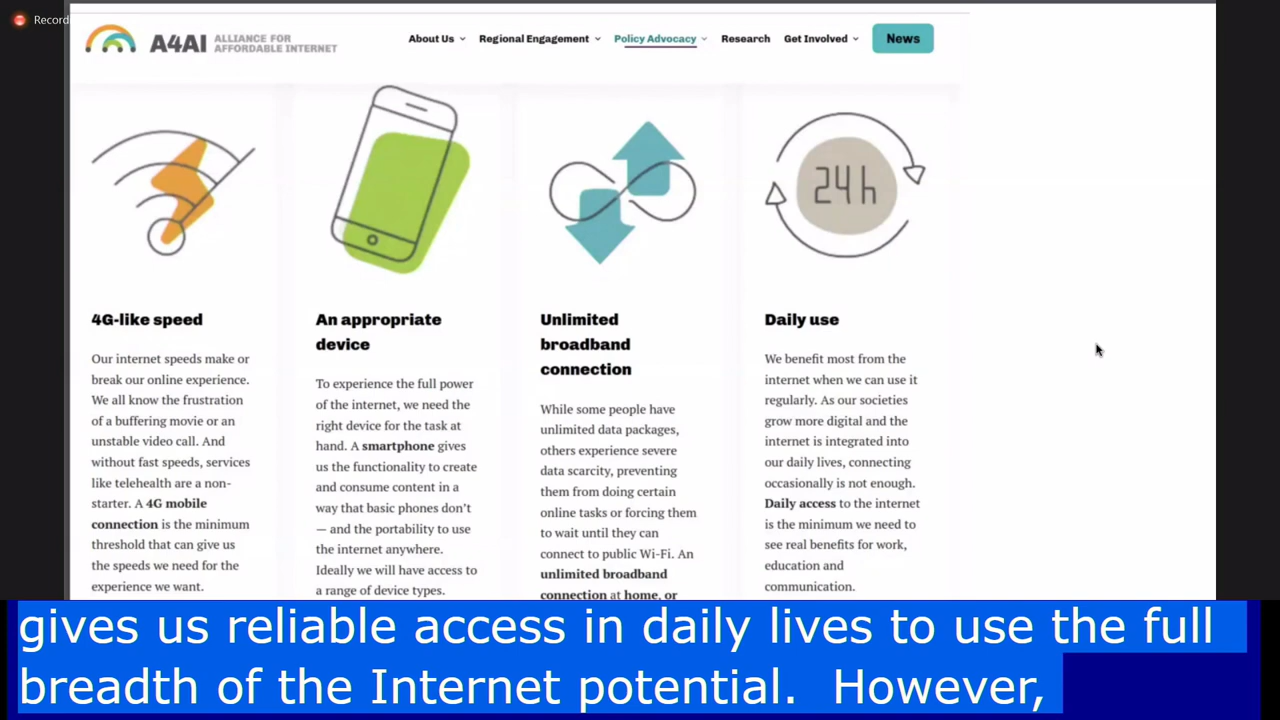 Record
A4AI ALLIANCE FOR
AFFORDABLE INTERNET
About Us Regional Engagement Policy Advocacy Research Get Involved News
24h
4G-like speed
Our internet speeds make or
break our online experience.
We all know the frustration
of a buffering movie or an
unstable video call. And
without fast speeds, services
like telehealth are a non-
starter. A 4G mobile
connection is the minimum
threshold that can give us
the speeds we need for the
experience we want.
An appropriate
device
To experience the full power
of the internet, we need the
right device for the task at
hand. A smartphone gives
us the functionality to create
and consume content in a
way that basic phones don't
— and the portability to use
the internet anywhere.
Ideally we will have access to
a range of device types.
Unlimited
broadband
connection
While some people have
unlimited data packages,
others experience severe
data scarcity, preventing
them from doing certain
online tasks or forcing them
to wait until they can
connect to public Wi-Fi. An
unlimited broadband
connection at home, or
Daily use
We benefit most from the
internet when we can use it
regularly. As our societies
grow more digital and the
internet is integrated into
our daily lives, connecting
occasionally is not enough.
Daily access to the internet
is the minimum we need to
see real benefits for work,
education and
communication.
gives us reliable access in daily lives to use the full
breadth of the Internet potential. However,